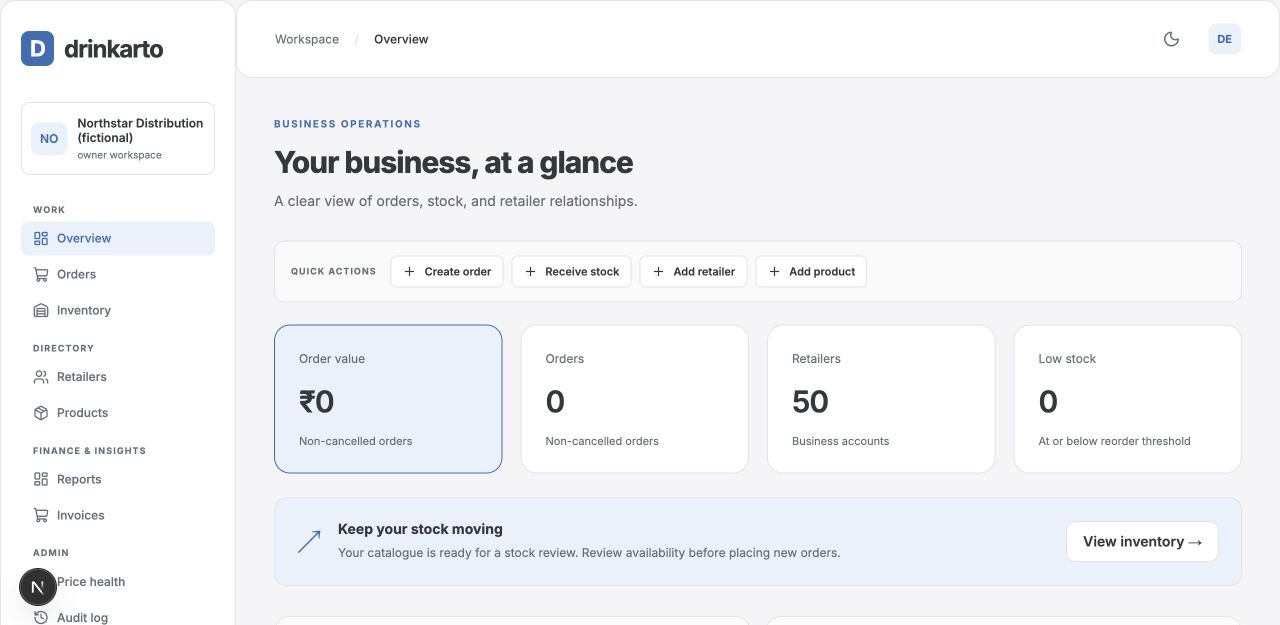 D drinkarto
NO
Northstar Distribution
(fictional)
owner workspace
WORK
Overview
Orders
Inventory
DIRECTORY
Retailers
Products
FINANCE & INSIGHTS
Reports
Invoices
ADMIN
Price health
N
Audit log
Workspace / Overview
DE
BUSINESS OPERATIONS
Your business, at a glance
A clear view of orders, stock, and retailer relationships.
QUICK ACTIONS + Create order + Receive stock + Add retailer + Add product
Order value
₹0
Non-cancelled orders
Orders
0
Non-cancelled orders
Retailers
50
Business accounts
Low stock
0
At or below reorder threshold
Keep your stock moving
Your catalogue is ready for a stock review. Review availability before placing new orders.
View inventory →